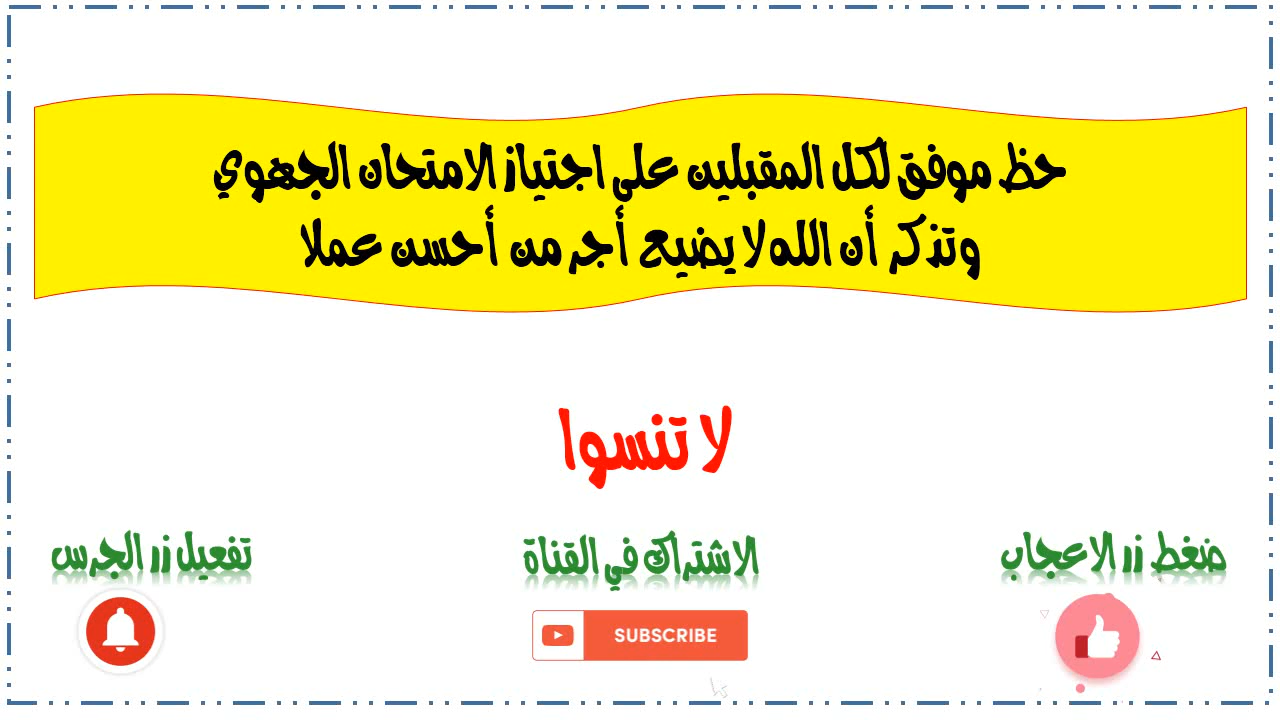 حظ موفق لكل المقبلين على اجتياز الامتحان الجهوي
وتذكر أن الله لا يضيع أجر من أحسن عملا
لا تنسوا
ضغط زر الاعجاب
الاشتراك في القناة
تفعيل زر الجرس
SUBSCRIBE